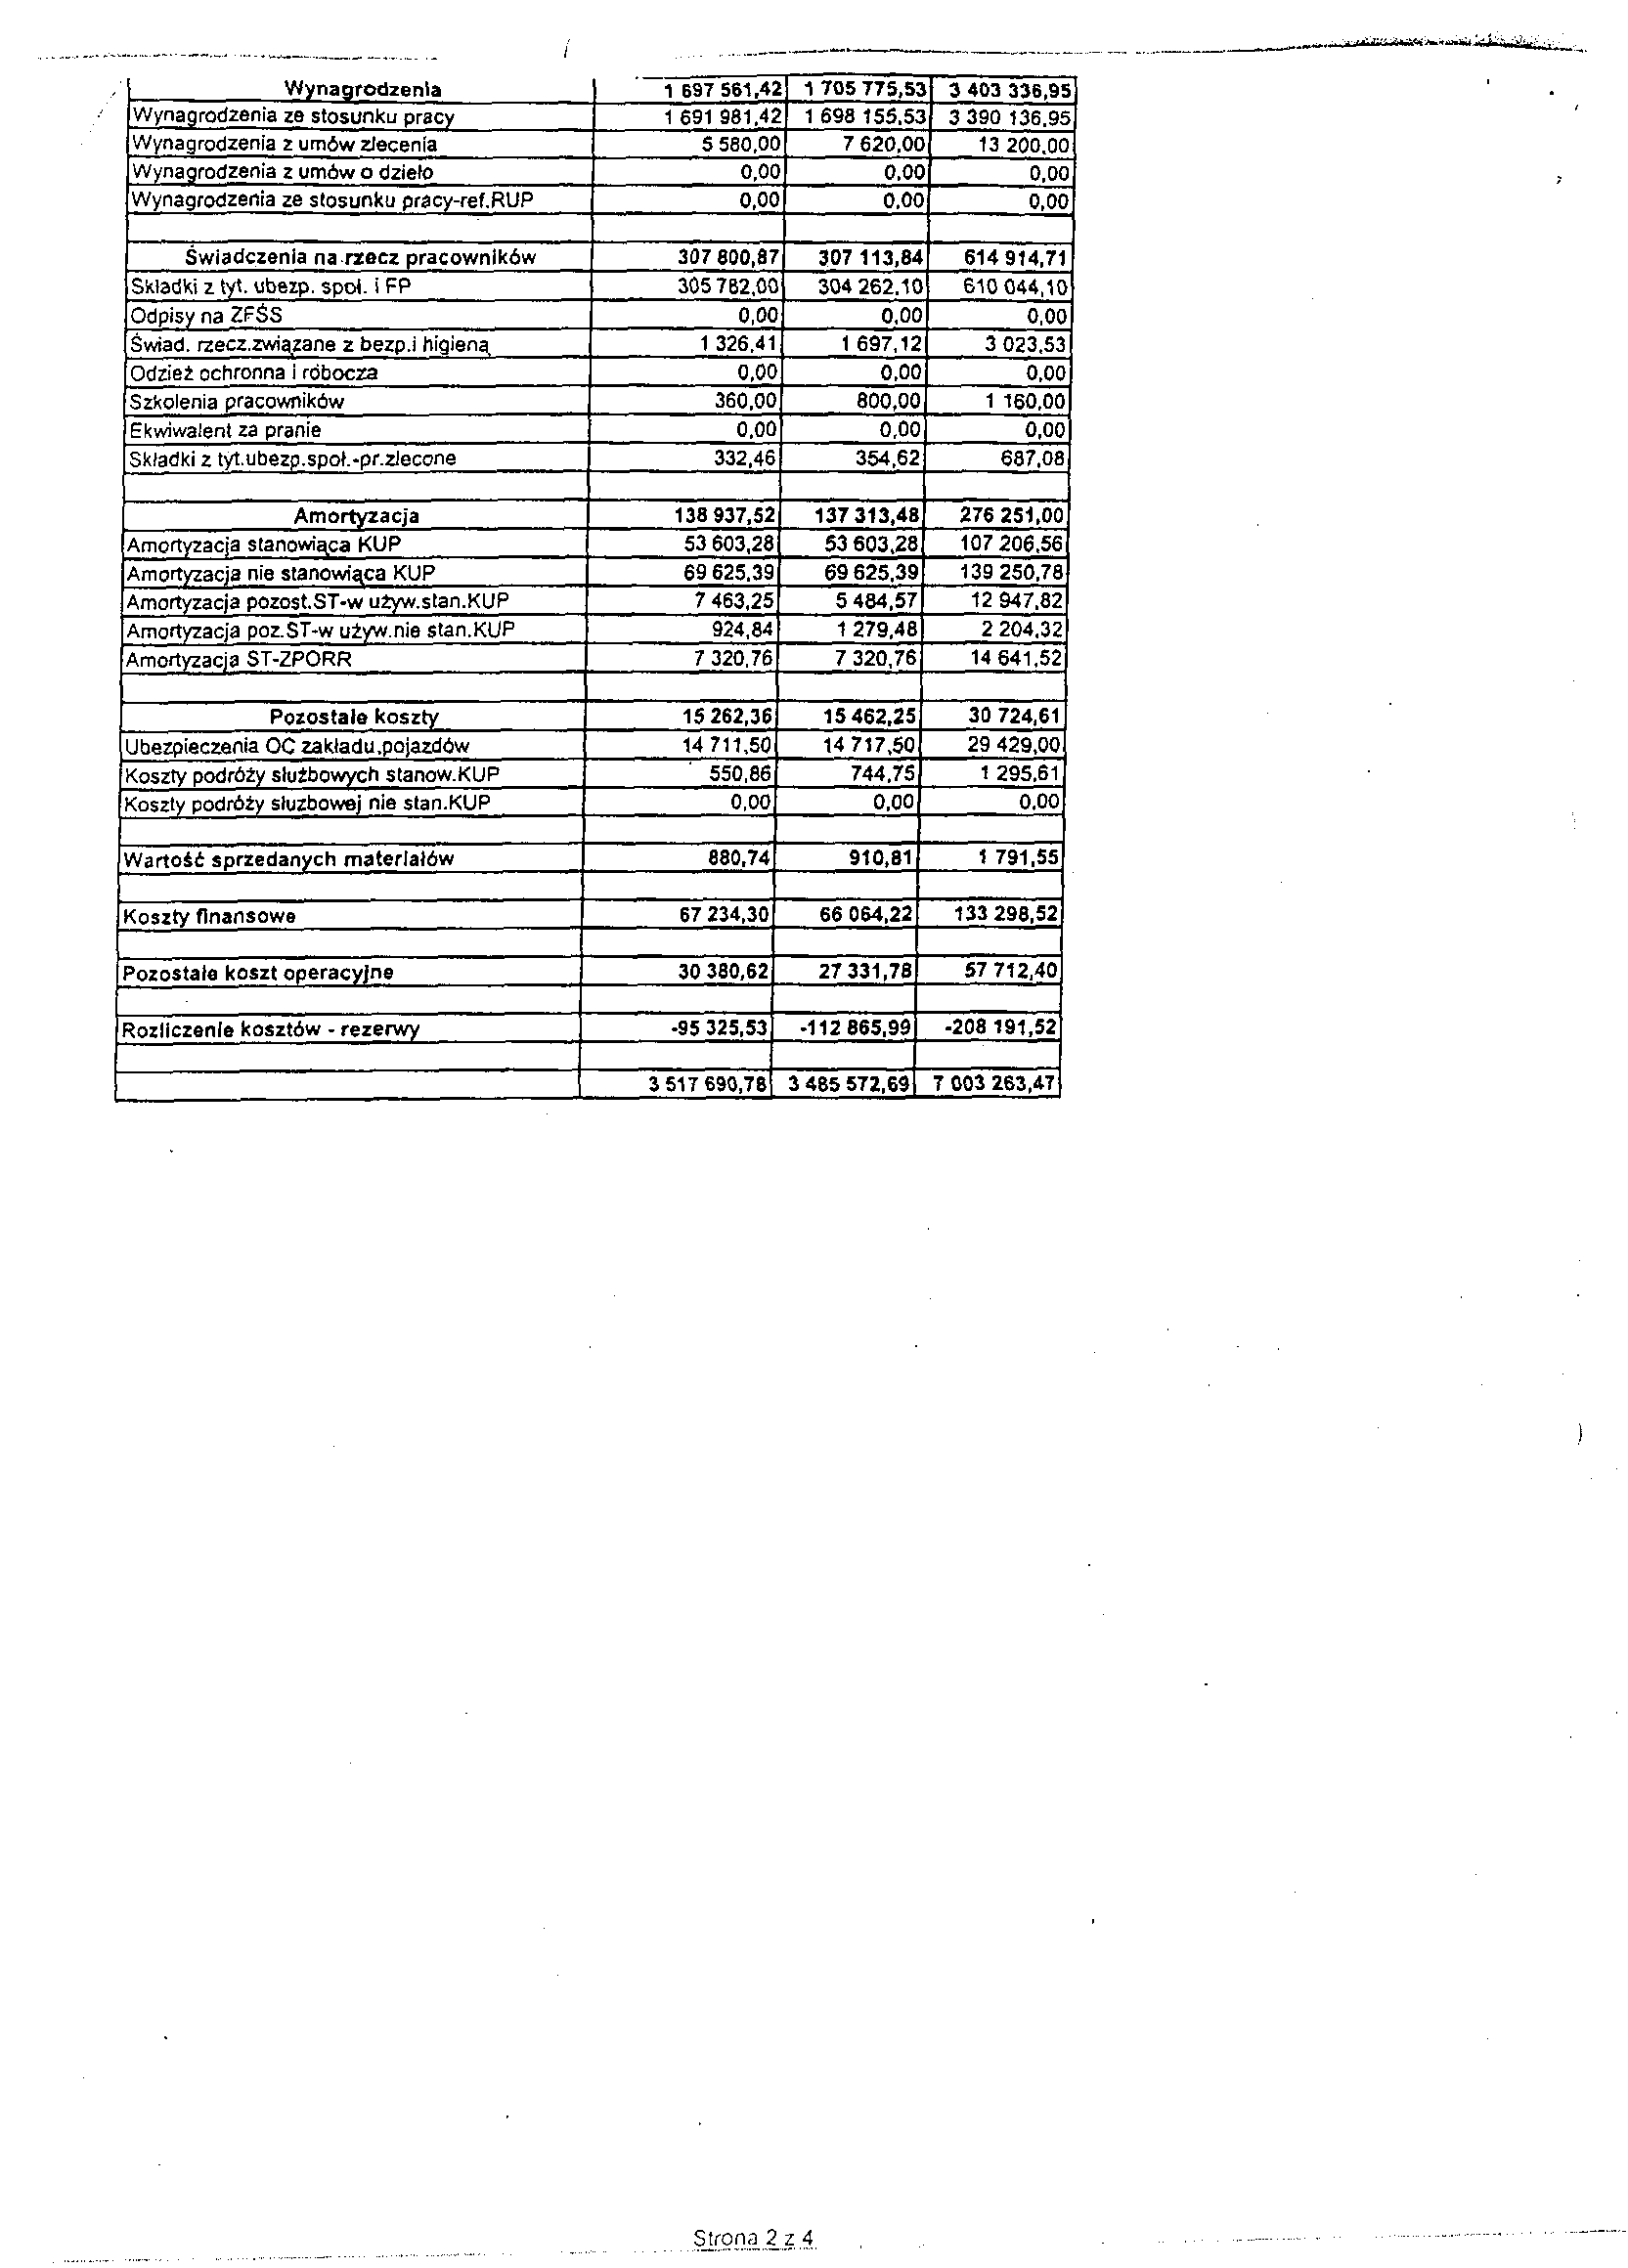 Wynagrodzenia 1 697 561,42 1 705 775,53 3 403 336,95
Wynagrodzenia ze stosunku pracy 1 691 981,42 1 698 155,53 3 390 136,95
Wynagrodzenia z umów zlecenia 5 580,00 7 620,00 13 200,00
Wynagrodzenia z umów o dzieło 0,00 0,00 0,00
Wynagrodzenia ze stosunku pracy-ref.RUP 0,00 0,00 0,00
Świadczenia na rzecz pracowników 307 800,87 307 113,84 614 914,71
Składki z tyt. ubezp. społ. i FP 305 782,00 304 262,10 610 044,10
Odpisy na ZFŚS 0,00 0,00 0,00
Świad. rzecz.związane z bezp.i higieną 1 326,41 1 697,12 3 023,53
Odzież ochronna i robocza 0,00 0,00 0,00
Szkolenia pracowników 360,00 800,00 1 160,00
Ekwiwalent za pranie 0,00 0,00 0,00
Składki z tyt.ubezp.społ.-pr.zlecone 332,46 354,62 687,08
Amortyzacja 138 937,52 137 313,48 276 251,00
Amortyzacja stanowiąca KUP 53 603,28 53 603,28 107 206,56
Amortyzacja nie stanowiąca KUP 69 625,39 69 625,39 139 250,78
Amortyzacja pozost.ST-w używ.stan.KUP 7 463,25 5 484,57 12 947,82
Amortyzacja poz.ST-w używ.nie stan.KUP 924,84 1 279,48 2 204,32
Amortyzacja ST-ZPORR 7 320,76 7 320,76 14 641,52
Pozostałe koszty 15 262,36 15 462,25 30 724,61
Ubezpieczenia OC zakładu,pojazdów 14 711,50 14 717,50 29 429,00
Koszty podróży służbowych stanow.KUP 550,86 744,75 1 295,61
Koszty podróży służbowej nie stan.KUP 0,00 0,00 0,00
Wartość sprzedanych materiałów 880,74 910,81 1 791,55
Koszty finansowe 67 234,30 66 064,22 133 298,52
Pozostałe koszt operacyjne 30 380,62 27 331,78 57 712,40
Rozliczenie kosztów - rezerwy -95 325,53 -112 865,99 -208 191,52
3 517 690,78 3 485 572,69 7 003 263,47
Strona 2 z 4